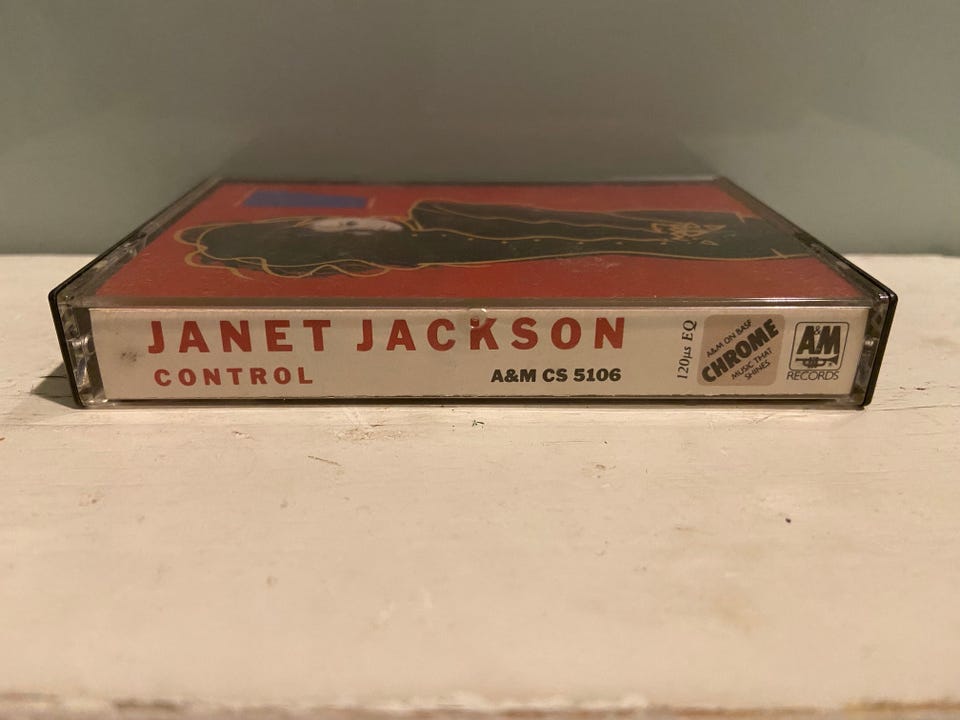 JANET JACKSON
CONTROL
A&M CS 5106
120µs EQ
A&M ON BASF
CHROME
MUSIC THAT
SHINES
A&M
RECORDS